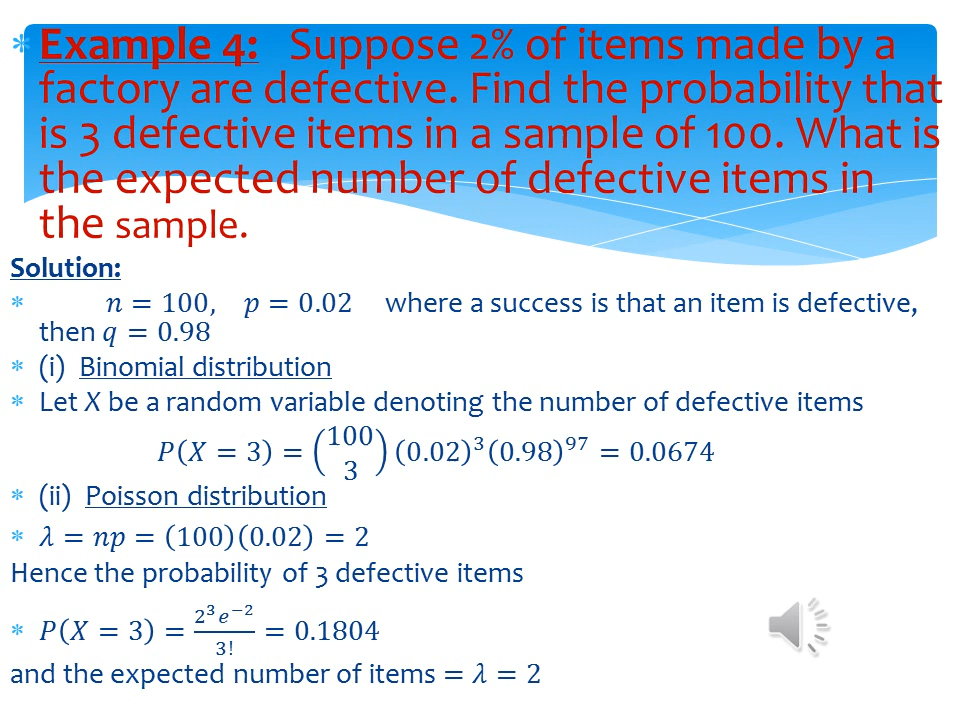 * Example 4: Suppose 2% of items made by a
factory are defective. Find the probability that
is 3 defective items in a sample of 100. What is
the expected number of defective items in
the sample.
Solution:
* n = 100, p = 0.02 where a success is that an item is defective,
then q = 0.98
* (i) Binomial distribution
* Let X be a random variable denoting the number of defective items
P(X = 3) = (100 3) (0.02)³(0.98)⁹⁷ = 0.0674
* (ii) Poisson distribution
* λ = np = (100)(0.02) = 2
Hence the probability of 3 defective items
* P(X = 3) = 2³e⁻²/3! = 0.1804
and the expected number of items = λ = 2